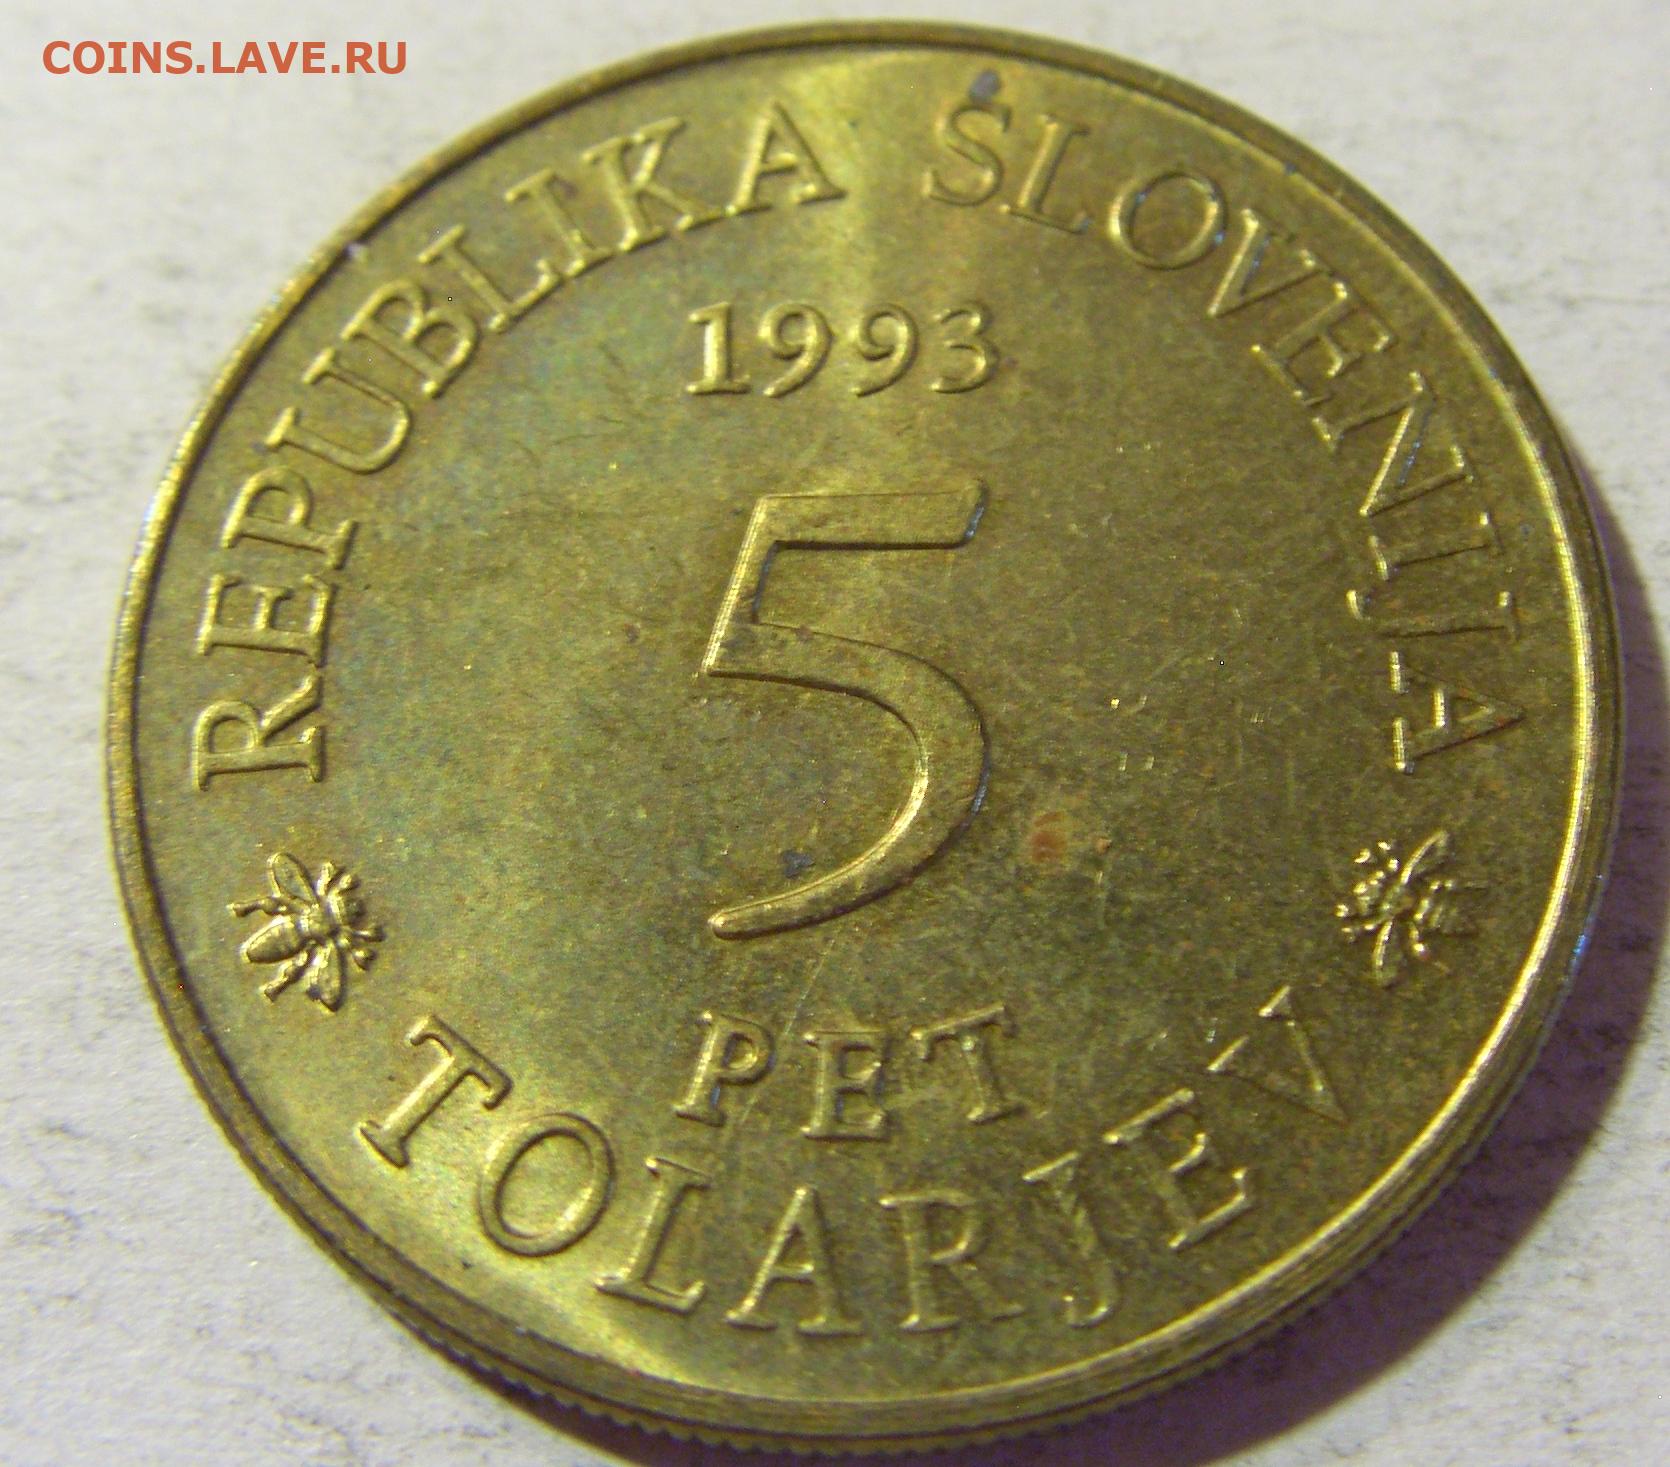 COINS.LAVE.RU
REPUBLIKA SLOVENIJA
1993
5
PET
TOLARJEV